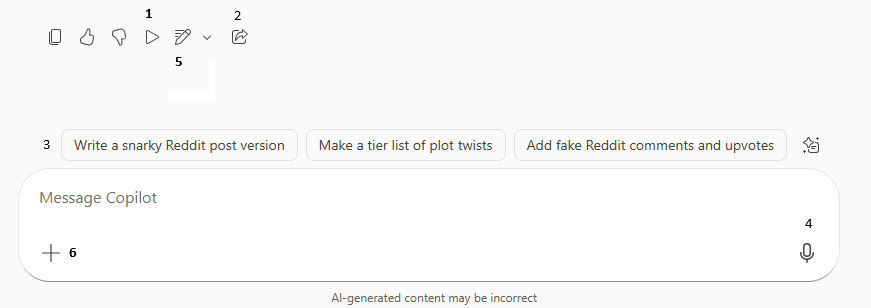 1 2
5
3 Write a snarky Reddit post version Make a tier list of plot twists Add fake Reddit comments and upvotes
Message Copilot
4
6
AI-generated content may be incorrect